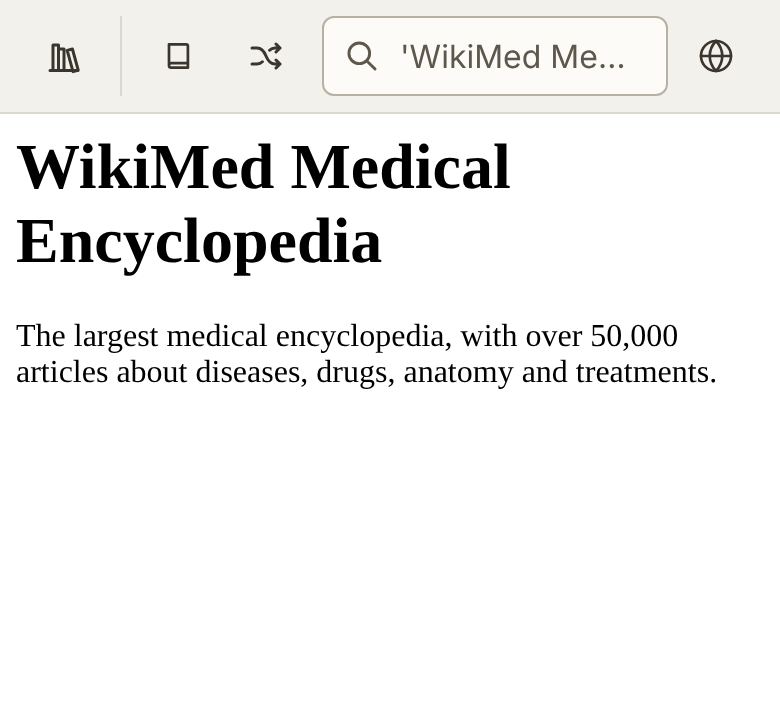 'WikiMed Me...
WikiMed Medical
Encyclopedia
The largest medical encyclopedia, with over 50,000
articles about diseases, drugs, anatomy and treatments.